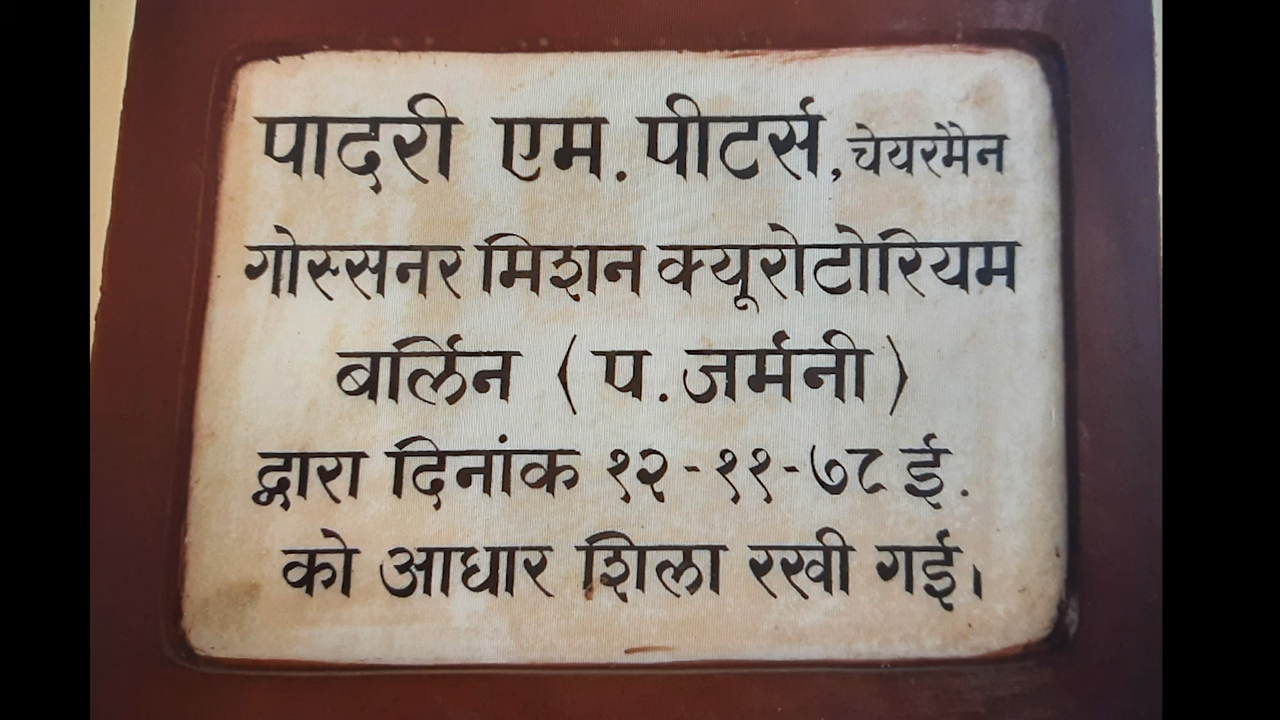 पादरी एम. पीटर्स, चेयरमैन
गोस्सनर मिशन क्यूरोटोरियम
बर्लिन (प. जर्मनी)
द्वारा दिनांक १२-११-७८ ई.
को आधार शिला रखी गई।